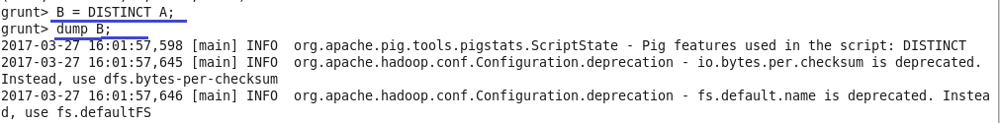 grunt> B = DISTINCT A;
grunt> dump B;
2017-03-27 16:01:57,598 [main] INFO  org.apache.pig.tools.pigstats.ScriptState - Pig features used in the script: DISTINCT
2017-03-27 16:01:57,645 [main] INFO  org.apache.hadoop.conf.Configuration.deprecation - io.bytes.per.checksum is deprecated.
Instead, use dfs.bytes-per-checksum
2017-03-27 16:01:57,646 [main] INFO  org.apache.hadoop.conf.Configuration.deprecation - fs.default.name is deprecated. Instea
d, use fs.defaultFS